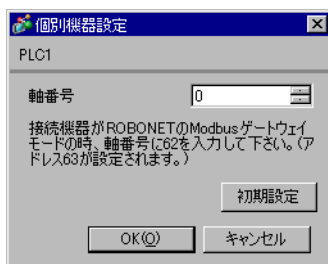 個別機器設定
PLC1
軸番号 0
接続機器がROBONETのModbusゲートウェイ
モードの時、軸番号に62を入力して下さい。(ア
ドレス63が設定されます。)
初期設定
OK(O) キャンセル